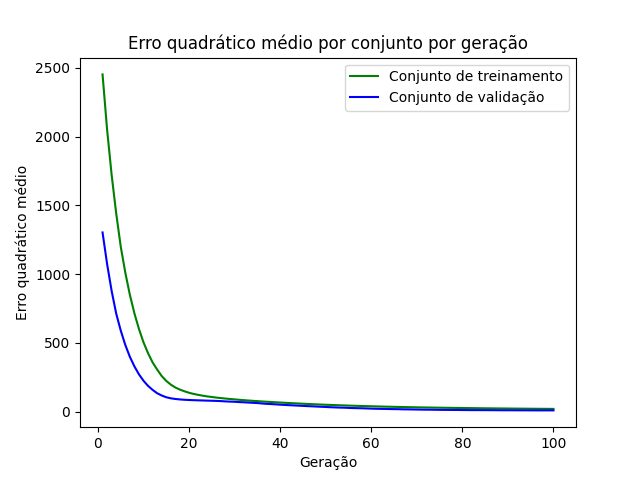 Erro quadrático médio por conjunto por geração
Conjunto de treinamento
Conjunto de validação
Erro quadrático médio
2500
2000
1500
1000
500
0
0 20 40 60 80 100
Geração